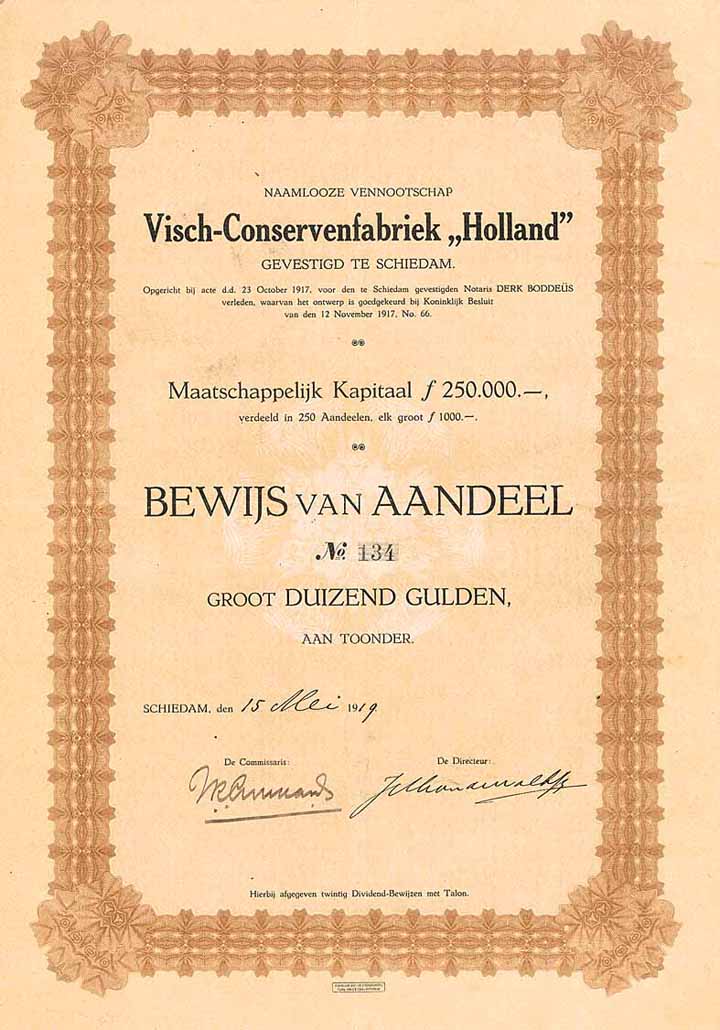 NAAMLOOZE VENNOOTSCHAP
Visch-Conservenfabriek „Holland”
GEVESTIGD TE SCHIEDAM.
Opgericht bij acte d.d. 23 October 1917, voor den te Schiedam gevestigden Notaris DERK BODDEÜS
verleden, waarvan het ontwerp is goedgekeurd bij Koninklijk Besluit
van den 12 November 1917, No. 66.
Maatschappelijk Kapitaal ƒ 250.000.—,
verdeeld in 250 Aandeelen, elk groot ƒ 1000.—.
BEWIJS VAN AANDEEL
No. 134
GROOT DUIZEND GULDEN,
AAN TOONDER.
SCHIEDAM, den 15 Mei 1919
De Commissaris: De Directeur:
Hierbij afgegeven twintig Dividend-Bewijzen met Talon.